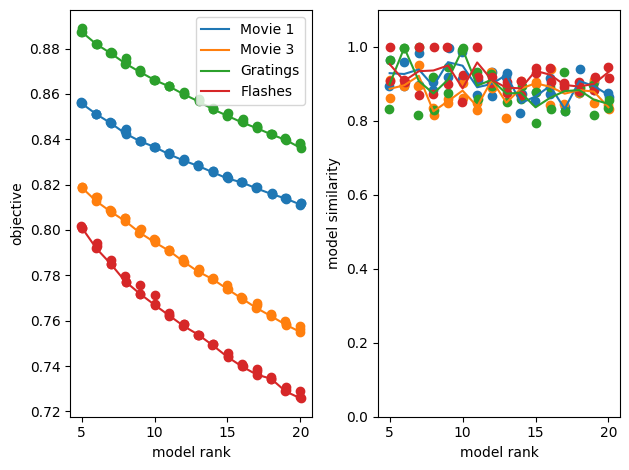 objective
0.88
0.86
0.84
0.82
0.80
0.78
0.76
0.74
0.72
5
10
15
20
model rank
Movie 1
Movie 3
Gratings
Flashes
model similarity
1.0
0.8
0.6
0.4
0.2
0.0
5
10
15
20
model rank